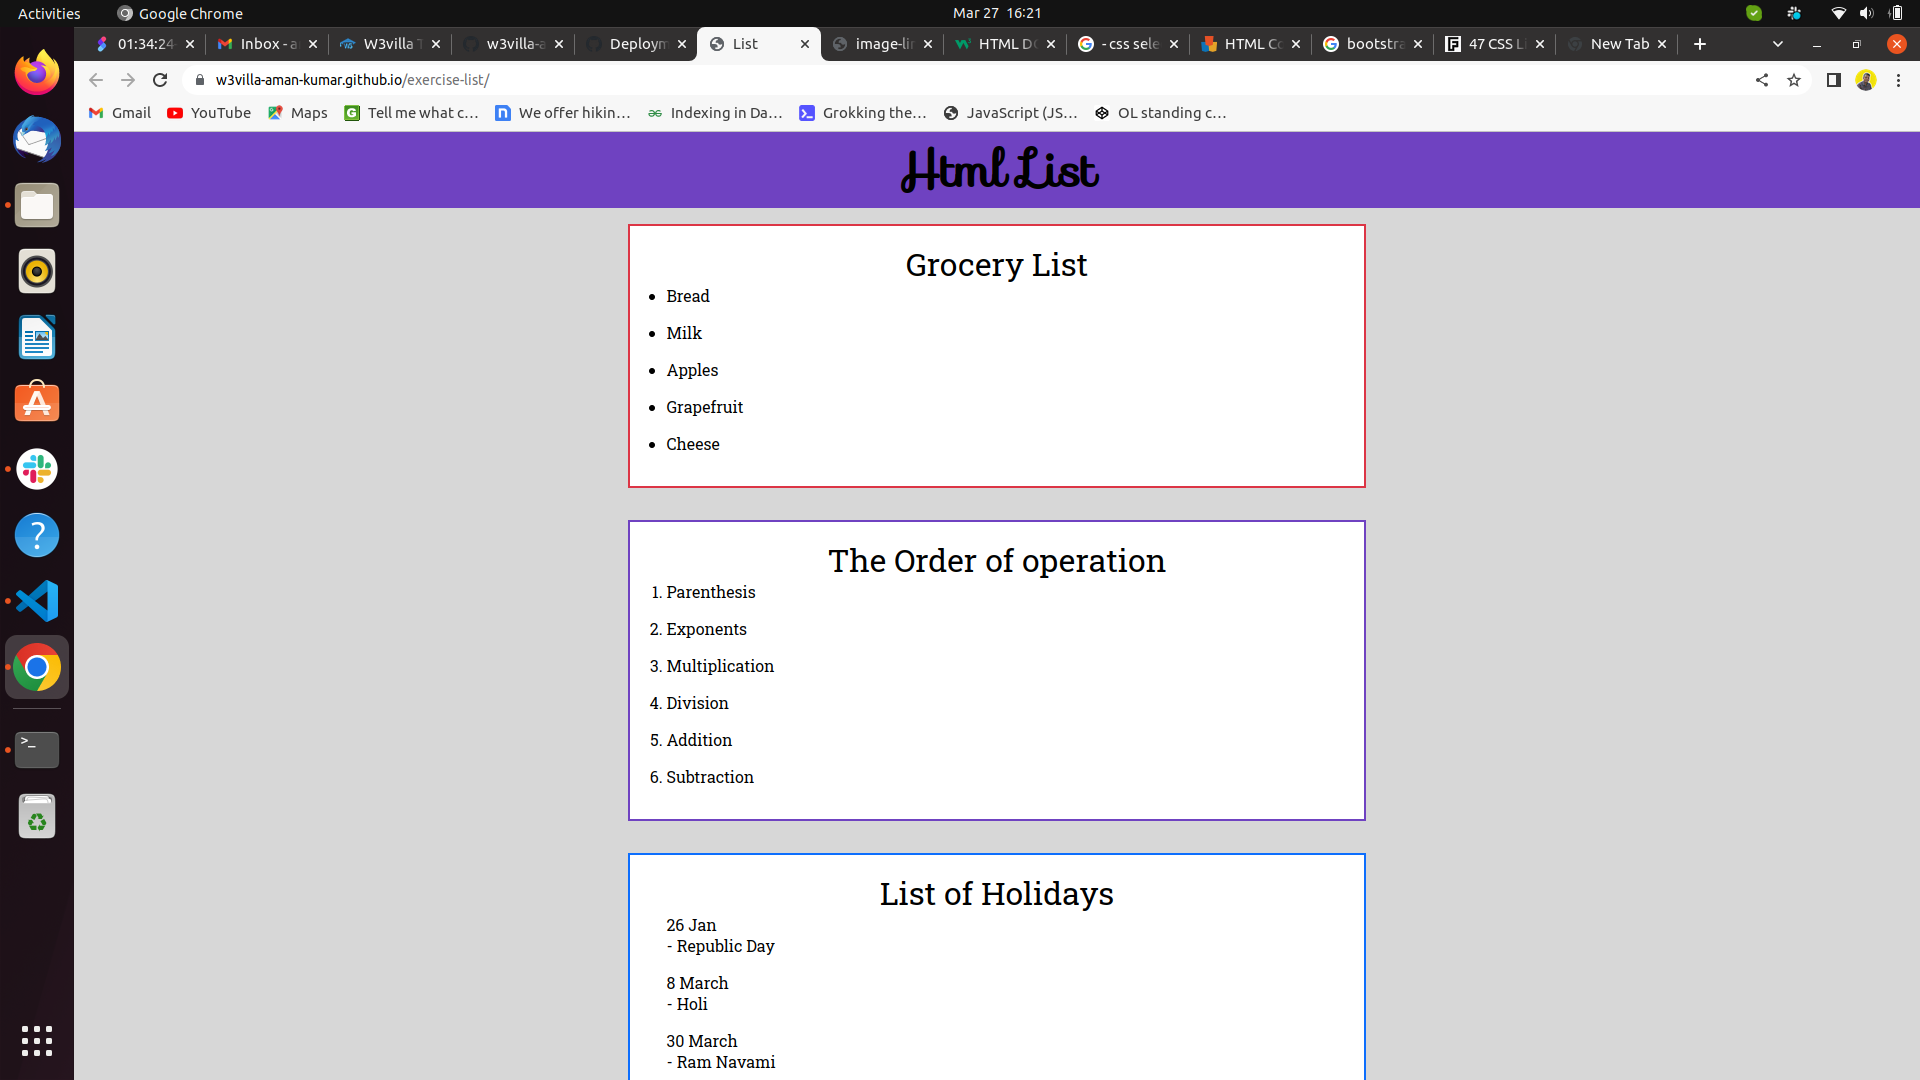 Activities
Google Chrome
Mar 27 16:21
01:34:24
Inbox - a
W3villa T
w3villa-a
Deploym
List
image-lin
HTML DO
- css sele
HTML Co
bootstra
47 CSS Li
New Tab
w3villa-aman-kumar.github.io/exercise-list/
Gmail
YouTube
Maps
Tell me what c...
We offer hikin...
Indexing in Da...
Grokking the...
JavaScript (JS...
OL standing c...
Html List
Grocery List
• Bread
• Milk
• Apples
• Grapefruit
• Cheese
The Order of operation
1. Parenthesis
2. Exponents
3. Multiplication
4. Division
5. Addition
6. Subtraction
List of Holidays
26 Jan
- Republic Day
8 March
- Holi
30 March
- Ram Navami